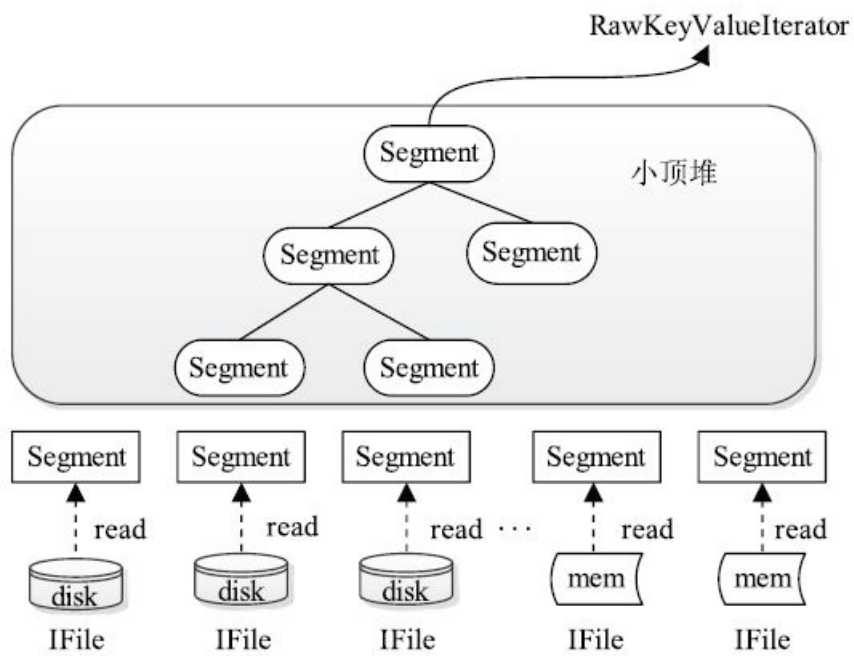 RawKeyValueIterator
Segment
小顶堆
Segment Segment
Segment Segment
Segment Segment Segment Segment Segment
read read read ··· read read
disk disk disk mem mem
IFile IFile IFile IFile IFile